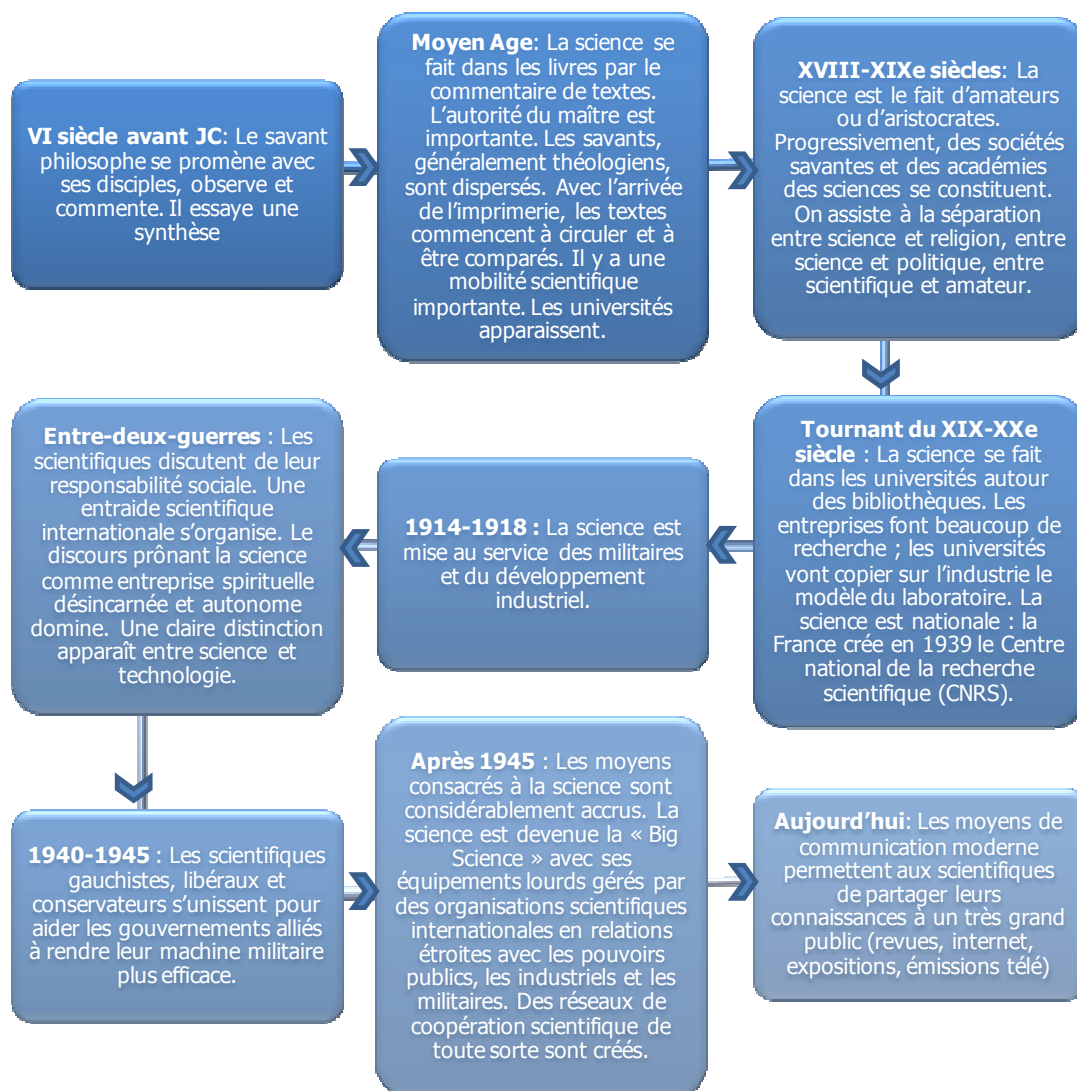 VI siècle avant JC: Le savant
philosophe se promène avec
ses disciples, observe et
commente. Il essaye une
synthèse
Moyen Age: La science se
fait dans les livres par le
commentaire de textes.
L’autorité du maître est
importante. Les savants,
généralement théologiens,
sont dispersés. Avec l’arrivée
de l’imprimerie, les textes
commencent à circuler et à
être comparés. Il y a une
mobilité scientifique
importante. Les universités
apparaissent.
XVIII-XIXe siècles: La
science est le fait d’amateurs
ou d’aristocrates.
Progressivement, des sociétés
savantes et des académies
des sciences se constituent.
On assiste à la séparation
entre science et religion, entre
science et politique, entre
scientifique et amateur.
Tournant du XIX-XXe
siècle : La science se fait
dans les universités autour
des bibliothèques. Les
entreprises font beaucoup de
recherche ; les universités
vont copier sur l’industrie le
modèle du laboratoire. La
science est nationale : la
France crée en 1939 le Centre
national de la recherche
scientifique (CNRS).
1914-1918 : La science est
mise au service des militaires
et du développement
industriel.
Entre-deux-guerres : Les
scientifiques discutent de leur
responsabilité sociale. Une
entraide scientifique
internationale s’organise. Le
discours prônant la science
comme entreprise spirituelle
désincarnée et autonome
domine. Une claire distinction
apparaît entre science et
technologie.
1940-1945 : Les scientifiques
gauchistes, libéraux et
conservateurs s’unissent pour
aider les gouvernements alliés
à rendre leur machine militaire
plus efficace.
Après 1945 : Les moyens
consacrés à la science sont
considérablement accrus. La
science est devenue la « Big
Science » avec ses
équipements lourds gérés par
des organisations scientifiques
internationales en relations
étroites avec les pouvoirs
publics, les industriels et les
militaires. Des réseaux de
coopération scientifique de
toute sorte sont créés.
Aujourd’hui: Les moyens de
communication moderne
permettent aux scientifiques
de partager leurs
connaissances à un très grand
public (revues, internet,
expositions, émissions télé)